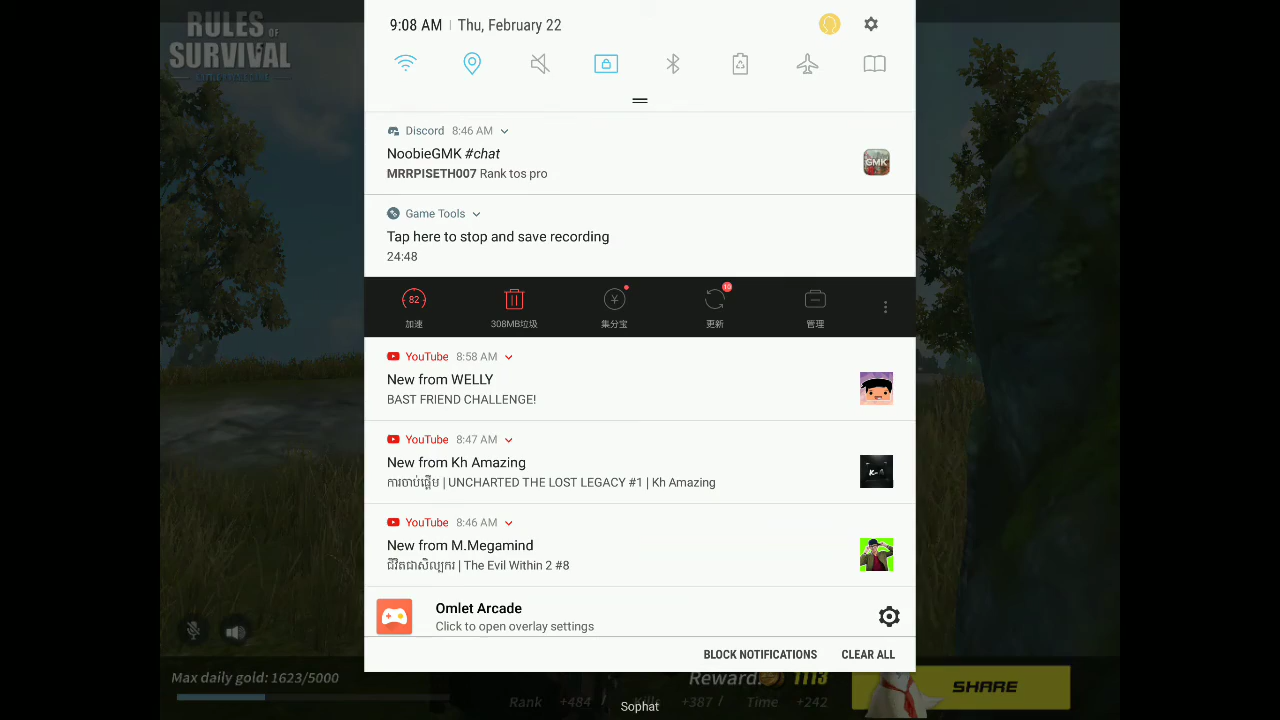 RULES OF
SURVIVAL
9:08 AM | Thu, February 22
Discord 8:46 AM
NoobieGMK #chat
MRRPISETH007 Rank tos pro
GMK
Game Tools
Tap here to stop and save recording
24:48
82
¥
10
加速
308MB垃圾
集分宝
更新
管理
YouTube 8:58 AM
New from WELLY
BAST FRIEND CHALLENGE!
YouTube 8:47 AM
New from Kh Amazing
ការចាប់ផ្តើម | UNCHARTED THE LOST LEGACY #1 | Kh Amazing
YouTube 8:46 AM
New from M.Megamind
ជីវិតជាសិល្បករ | The Evil Within 2 #8
Omlet Arcade
Click to open overlay settings
BLOCK NOTIFICATIONS CLEAR ALL
Max daily gold: 1623/5000
Reward: 1113
SHARE
Rank +484 Kills +387 Time +242
Sophat